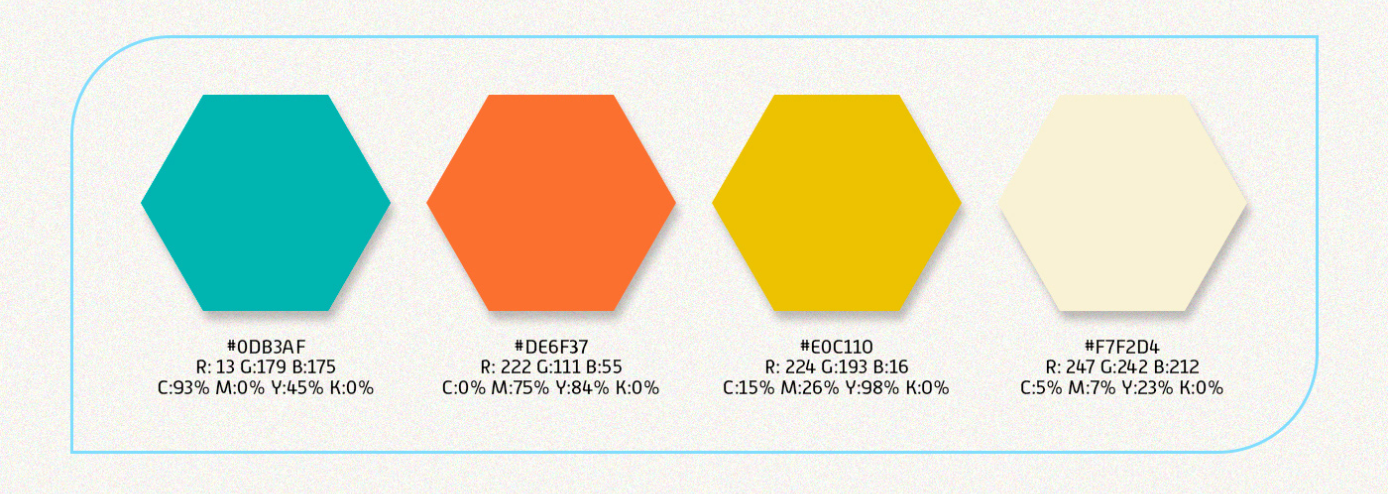 #0DB3AF
R: 13 G:179 B:175
C:93% M:0% Y:45% K:0%
#DE6F37
R: 222 G:111 B:55
C:0% M:75% Y:84% K:0%
#E0C110
R: 224 G:193 B:16
C:15% M:26% Y:98% K:0%
#F7F2D4
R: 247 G:242 B:212
C:5% M:7% Y:23% K:0%